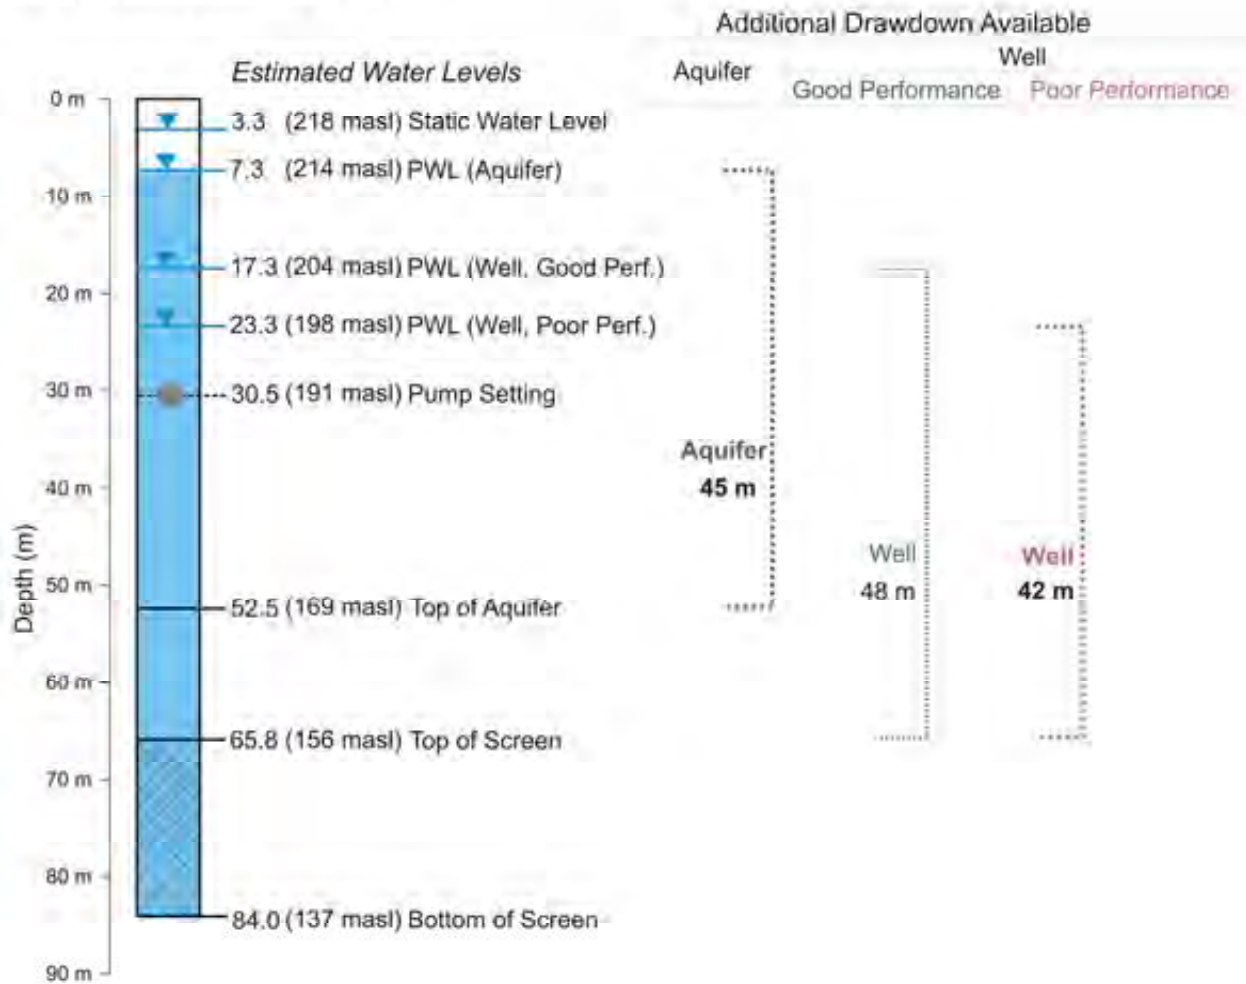 Additional Drawdown Available
Estimated Water Levels
Aquifer
Well
Good Performance
Poor Performance
0 m
3.3 (218 masl) Static Water Level
7.3 (214 masl) PWL (Aquifer)
10 m
17.3 (204 masl) PWL (Well, Good Perf.)
20 m
23.3 (198 masl) PWL (Well, Poor Perf.)
30 m
30.5 (191 masl) Pump Setting
Aquifer
45 m
40 m
Depth (m)
Well
48 m
Well
42 m
50 m
52.5 (169 masl) Top of Aquifer
60 m
65.8 (156 masl) Top of Screen
70 m
80 m
84.0 (137 masl) Bottom of Screen
90 m